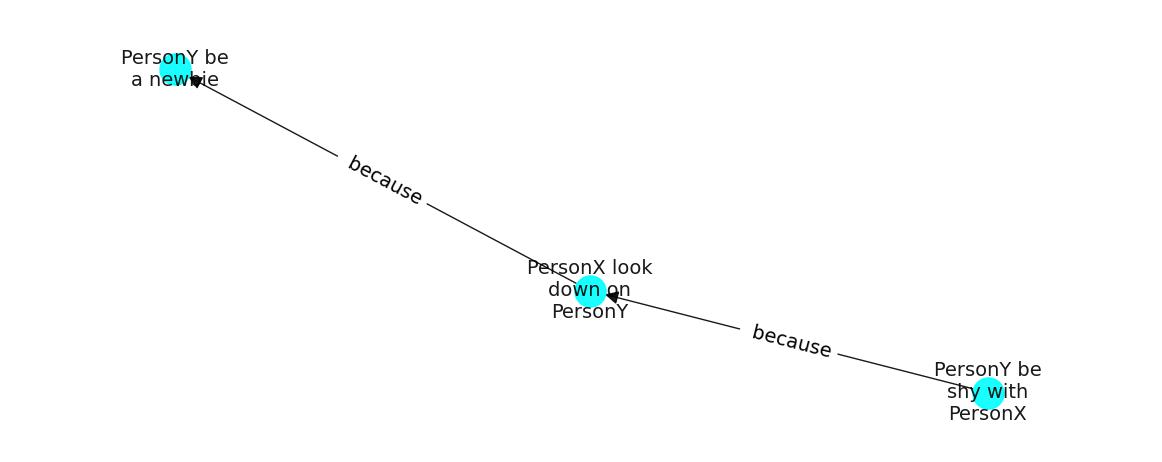 PersonY be
a newbie
because
PersonX look
down on
PersonY
because
PersonY be
shy with
PersonX